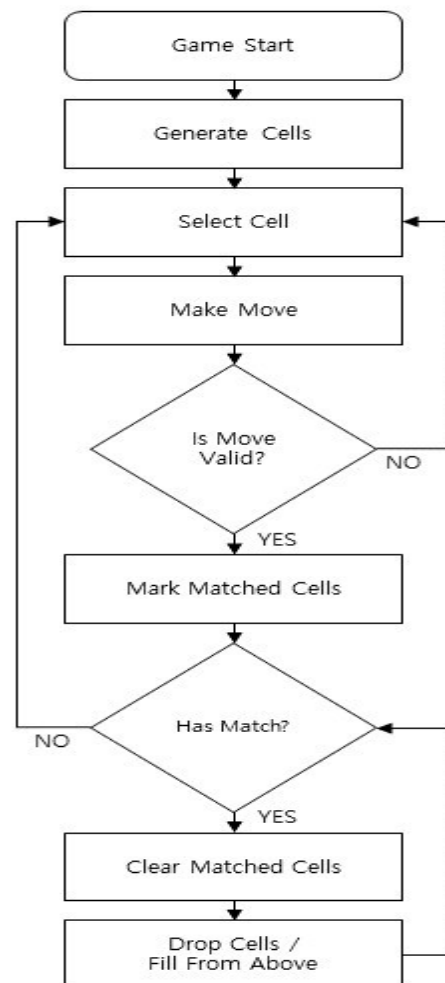 Game Start
Generate Cells
Select Cell
Make Move
Is Move
Valid?
NO
YES
Mark Matched Cells
Has Match?
NO
YES
Clear Matched Cells
Drop Cells /
Fill From Above